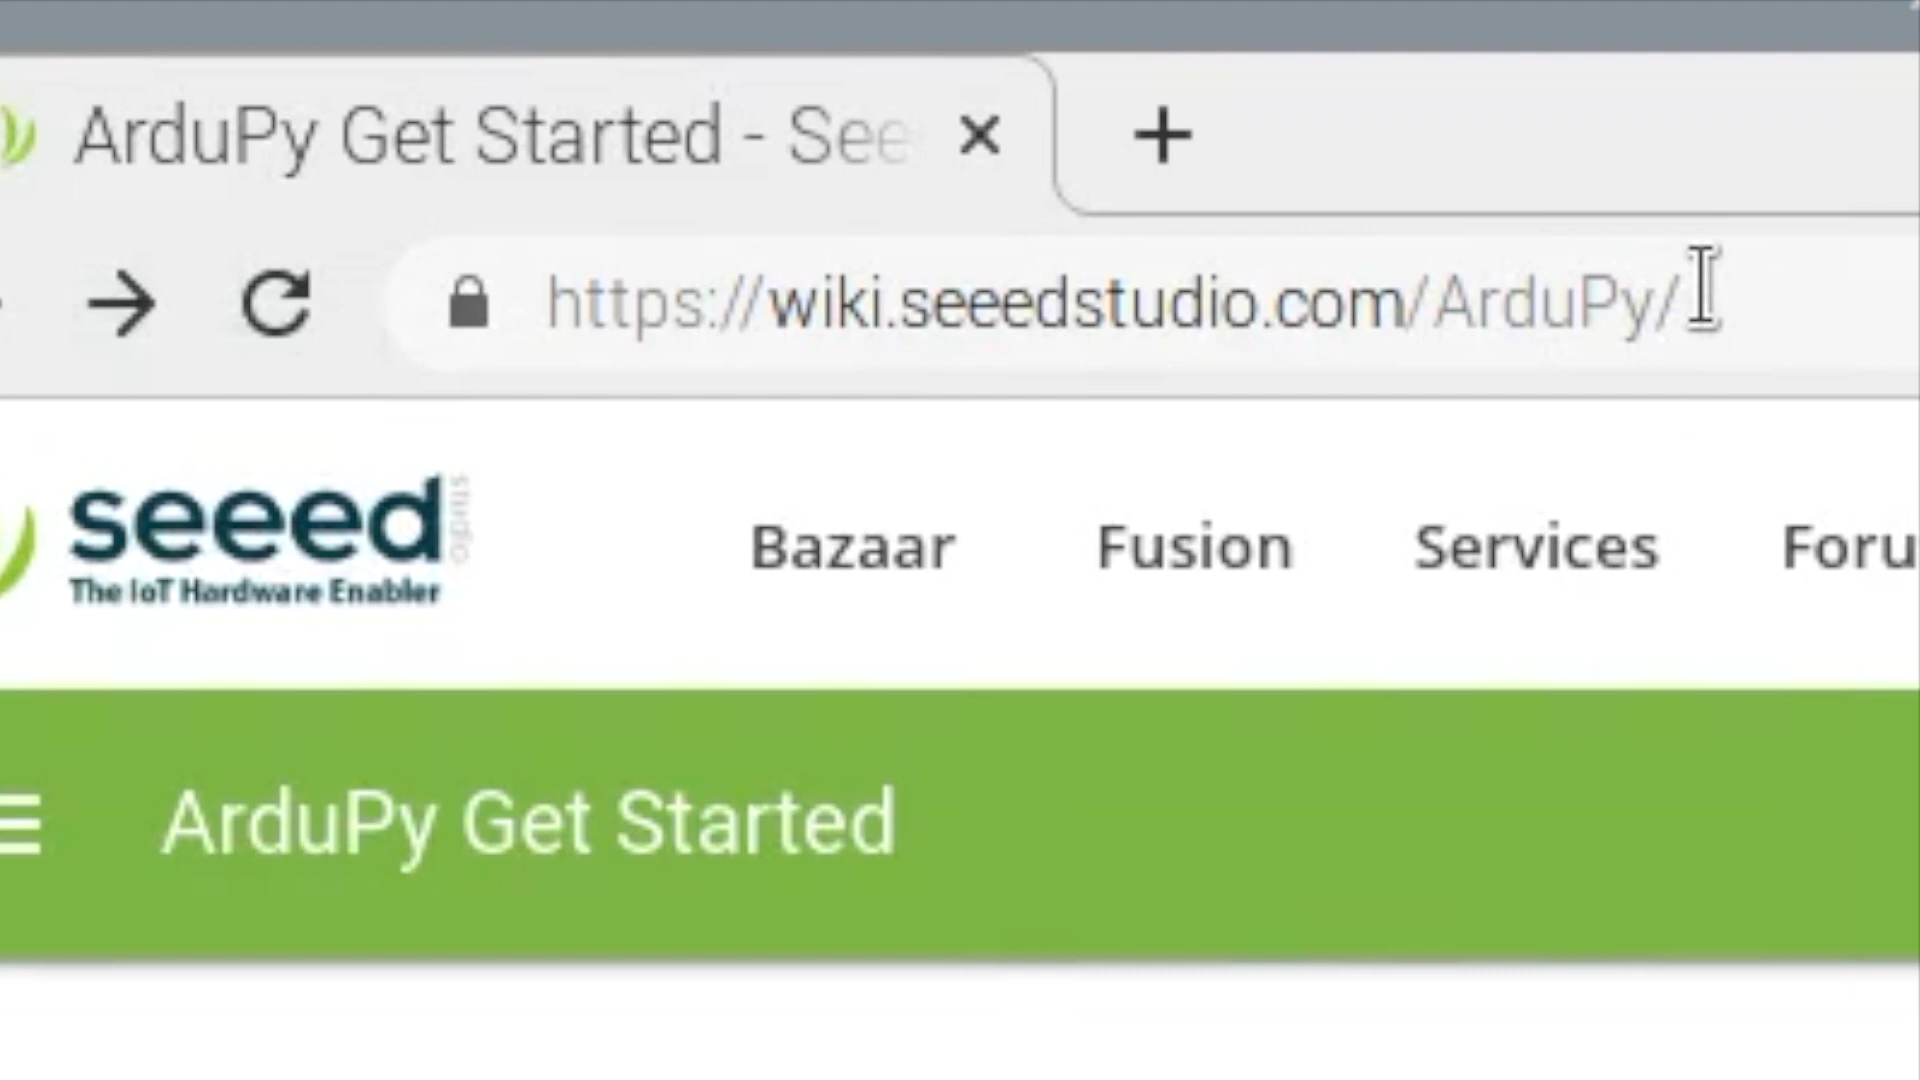 ArduPy Get Started - See
https://wiki.seeedstudio.com/ArduPy/
seeed studio
The IoT Hardware Enabler
Bazaar Fusion Services Foru
ArduPy Get Started